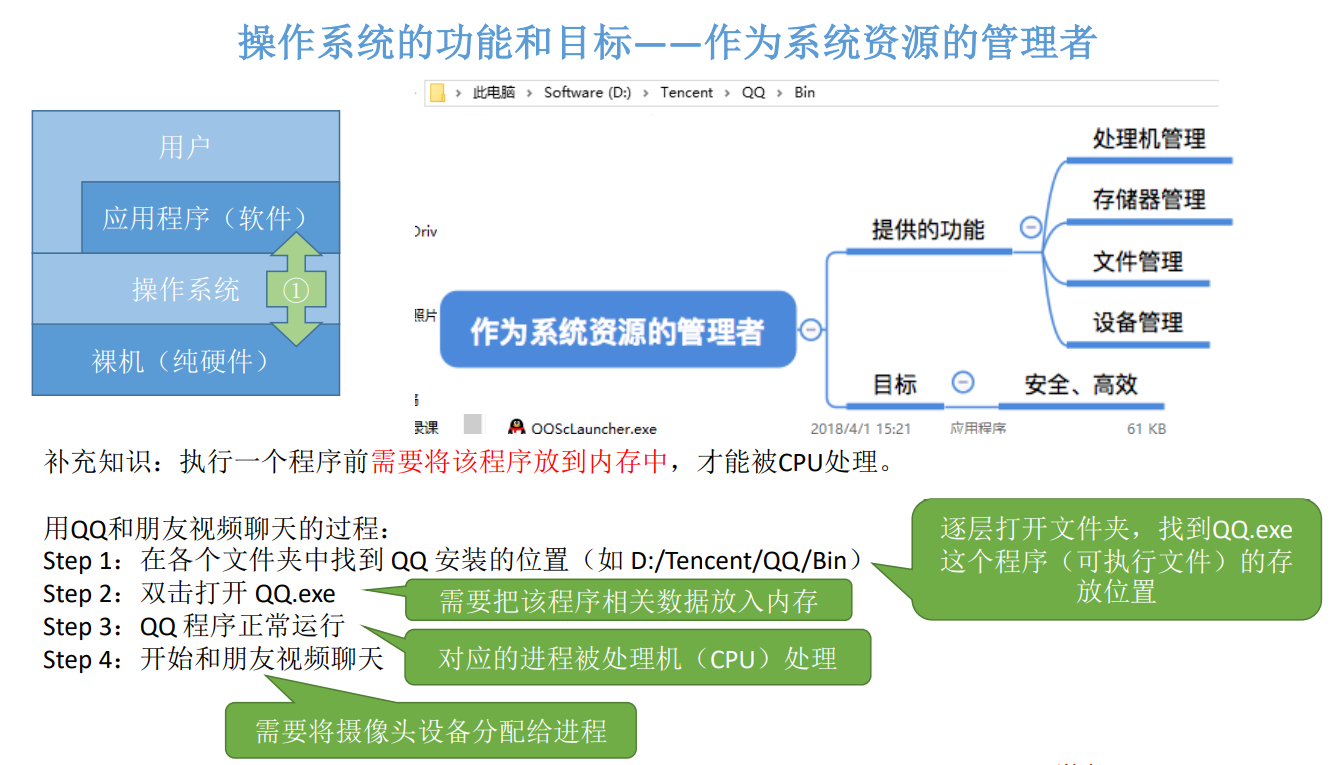 操作系统的功能和目标——作为系统资源的管理者
此电脑 > Software (D:) > Tencent > QQ > Bin
用户
应用程序（软件）
操作系统
①
裸机（纯硬件）
处理机管理
存储器管理
提供的功能
文件管理
设备管理
作为系统资源的管理者
目标
安全、高效
照片
录课
QQScLauncher.exe 2018/4/1 15:21 应用程序 61 KB
补充知识：执行一个程序前需要将该程序放到内存中，才能被CPU处理。
用QQ和朋友视频聊天的过程：
Step 1：在各个文件夹中找到 QQ 安装的位置（如 D:/Tencent/QQ/Bin）
逐层打开文件夹，找到QQ.exe
这个程序（可执行文件）的存
放位置
Step 2：双击打开 QQ.exe
需要把该程序相关数据放入内存
Step 3：QQ 程序正常运行
对应的进程被处理机（CPU）处理
Step 4：开始和朋友视频聊天
需要将摄像头设备分配给进程